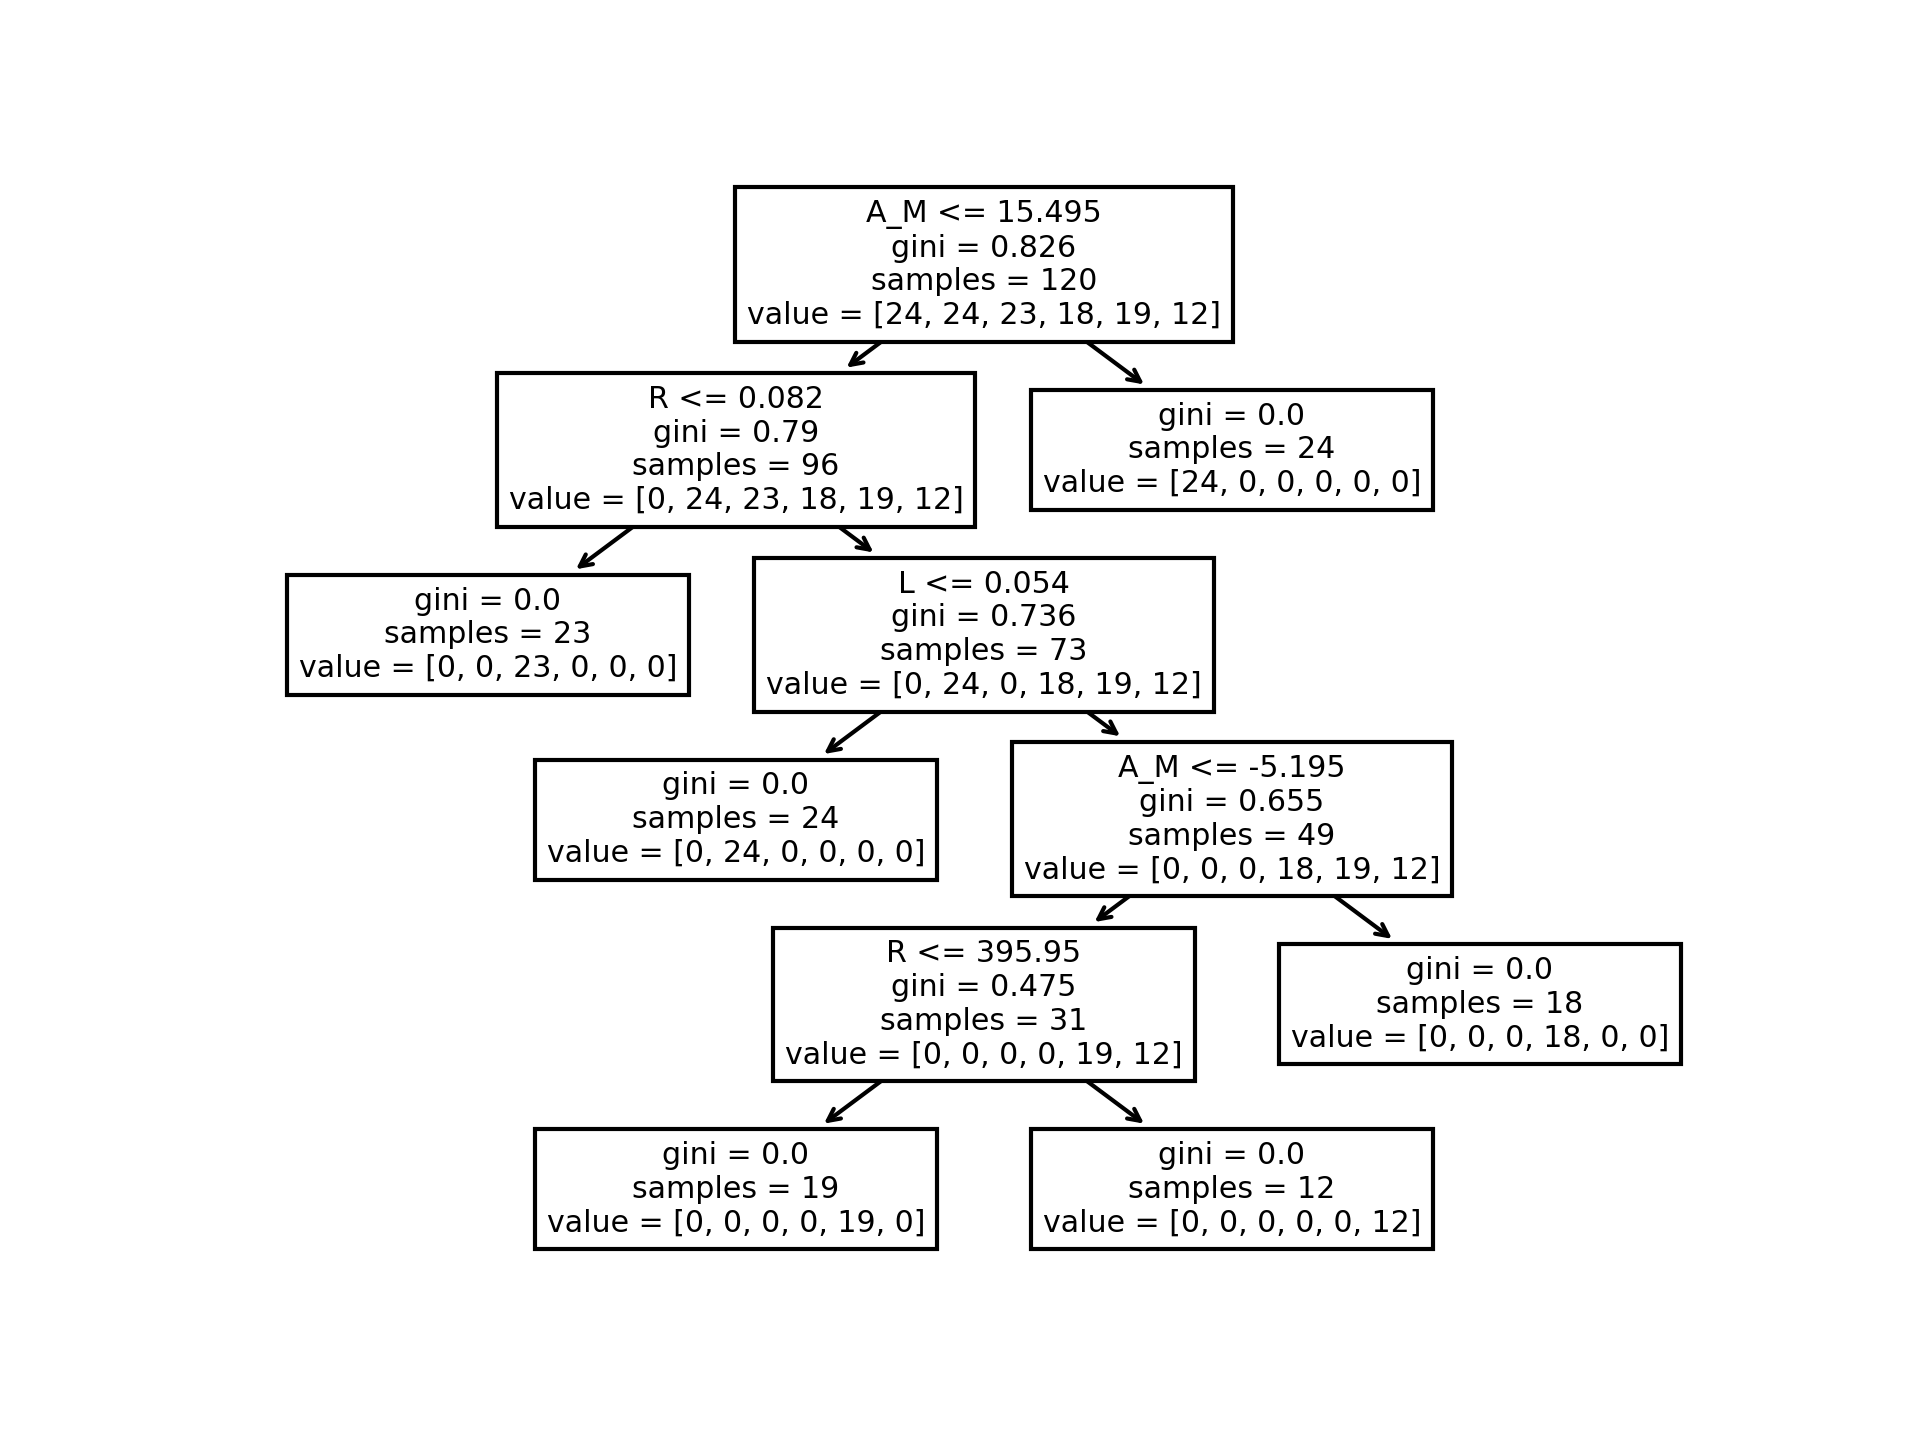 A_M <= 15.495
gini = 0.826
samples = 120
value = [24, 24, 23, 18, 19, 12]
R <= 0.082
gini = 0.79
samples = 96
value = [0, 24, 23, 18, 19, 12]
gini = 0.0
samples = 24
value = [24, 0, 0, 0, 0, 0]
gini = 0.0
samples = 23
value = [0, 0, 23, 0, 0, 0]
L <= 0.054
gini = 0.736
samples = 73
value = [0, 24, 0, 18, 19, 12]
gini = 0.0
samples = 24
value = [0, 24, 0, 0, 0, 0]
A_M <= -5.195
gini = 0.655
samples = 49
value = [0, 0, 0, 18, 19, 12]
R <= 395.95
gini = 0.475
samples = 31
value = [0, 0, 0, 0, 19, 12]
gini = 0.0
samples = 18
value = [0, 0, 0, 18, 0, 0]
gini = 0.0
samples = 19
value = [0, 0, 0, 0, 19, 0]
gini = 0.0
samples = 12
value = [0, 0, 0, 0, 0, 12]